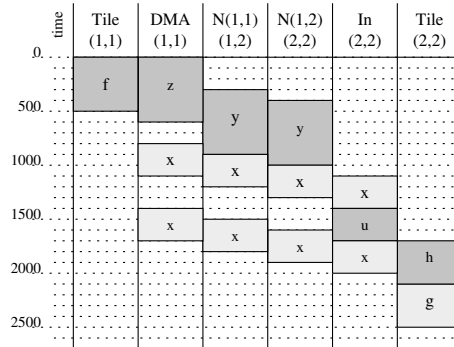 time
Tile DMA N(1,1) N(1,2) In Tile
(1,1) (1,1) (1,2) (2,2) (2,2) (2,2)
0
f z
500
y y
1000
x x x x
1500
x x x u
x h
2000
g
2500